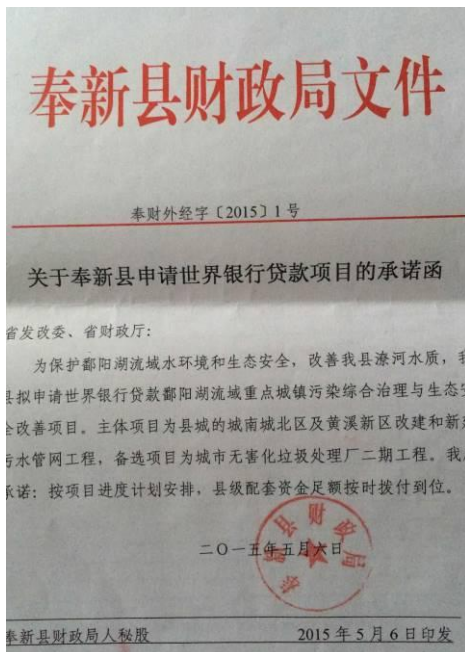 奉新县财政局文件
奉财外经字〔2015〕1号
关于奉新县申请世界银行贷款项目的承诺函
省发改委、省财政厅:
为保护鄱阳湖流域水环境和生态安全，改善我县潦河水质，我
县拟申请世界银行贷款鄱阳湖流域重点城镇污染综合治理与生态安
全改善项目。主体项目为县城的城南城北区及黄溪新区改建和新建
污水管网工程，备选项目为城市无害化垃圾处理厂二期工程。我
承诺：按项目进度计划安排，县级配套资金足额按时拨付到位。
二〇一五年五月六日
奉新县财政局
奉新县财政局人秘股
2015年5月6日印发